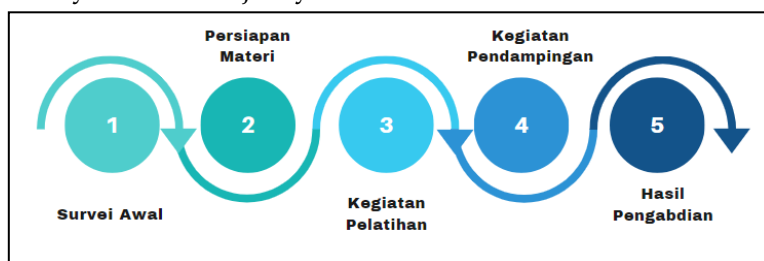 1
Survei Awal
Persiapan
Materi
2
3
Kegiatan
Pelatihan
Kegiatan
Pendampingan
4
5
Hasil
Pengabdian